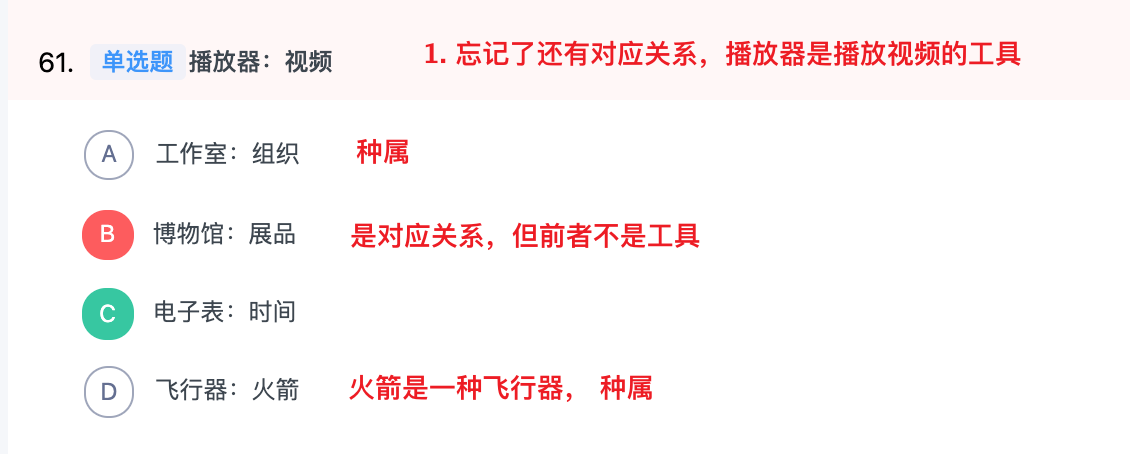 61. 单选题 播放器：视频 1. 忘记了还有对应关系，播放器是播放视频的工具
A 工作室：组织 种属
B 博物馆：展品 是对应关系，但前者不是工具
C 电子表：时间
D 飞行器：火箭 火箭是一种飞行器， 种属